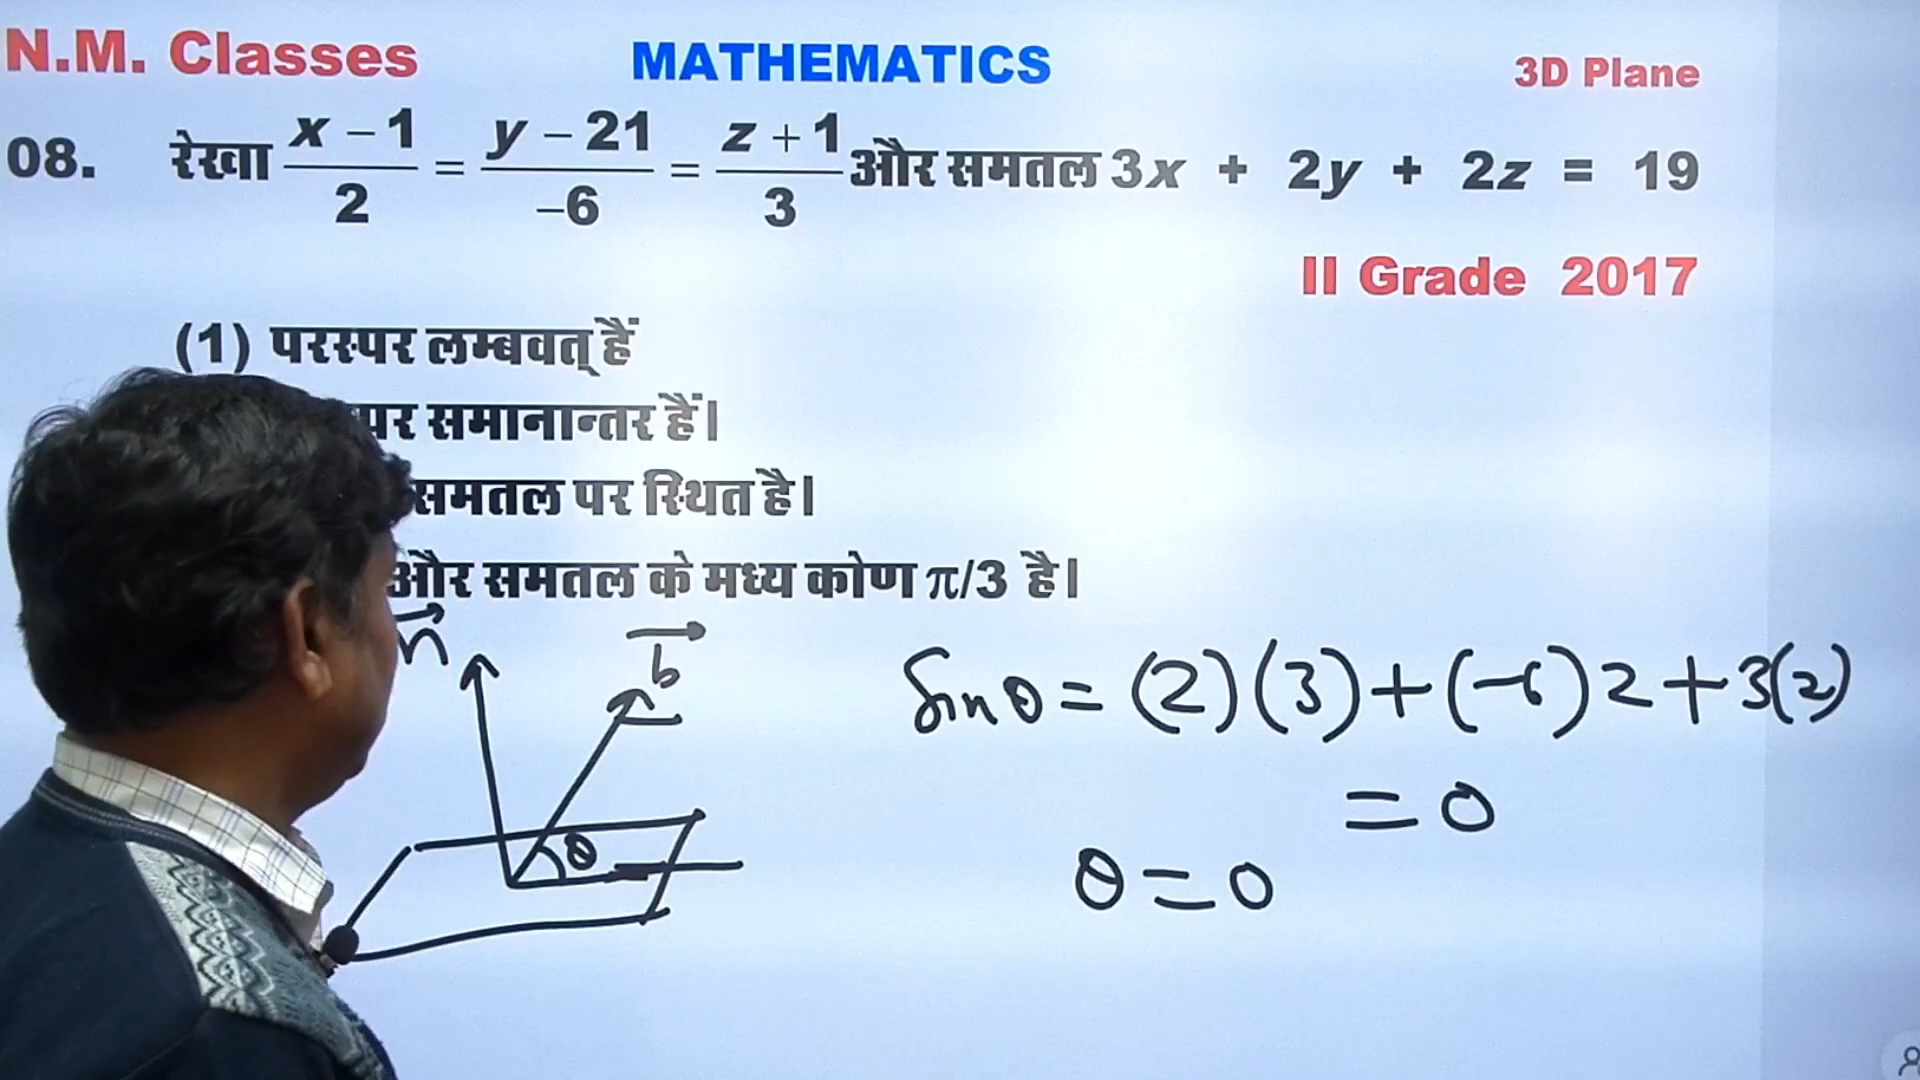 N.M. Classes MATHEMATICS 3D Plane
08. रेखा (x – 1)/2 = (y – 21)/–6 = (z + 1)/3 और समतल 3x + 2y + 2z = 19
II Grade 2017
(1) परस्पर लम्बवत् हैं
पर समानान्तर हैं।
समतल पर स्थित है।
और समतल के मध्य कोण π/3 है।
n b
Sinθ = (2)(3)+(-6)2+3(2)
= 0
θ
θ = 0